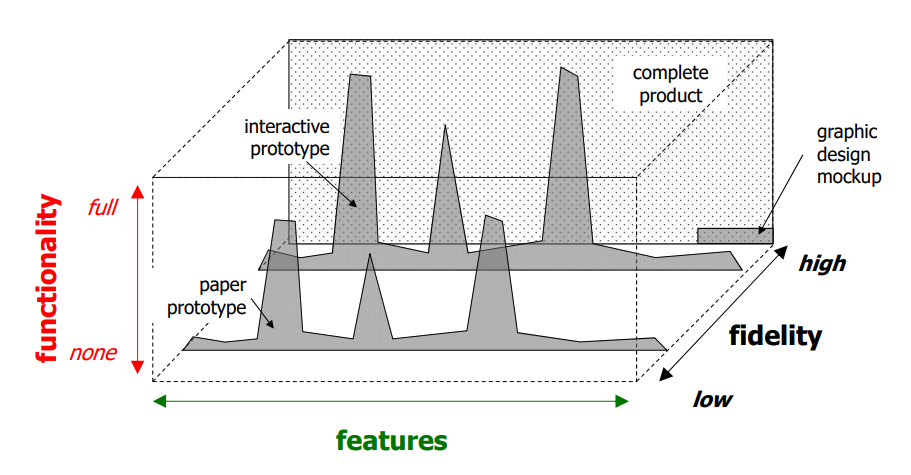 complete
product
interactive
prototype
graphic
design
mockup
functionality
full
high
paper
prototype
fidelity
none
low
features